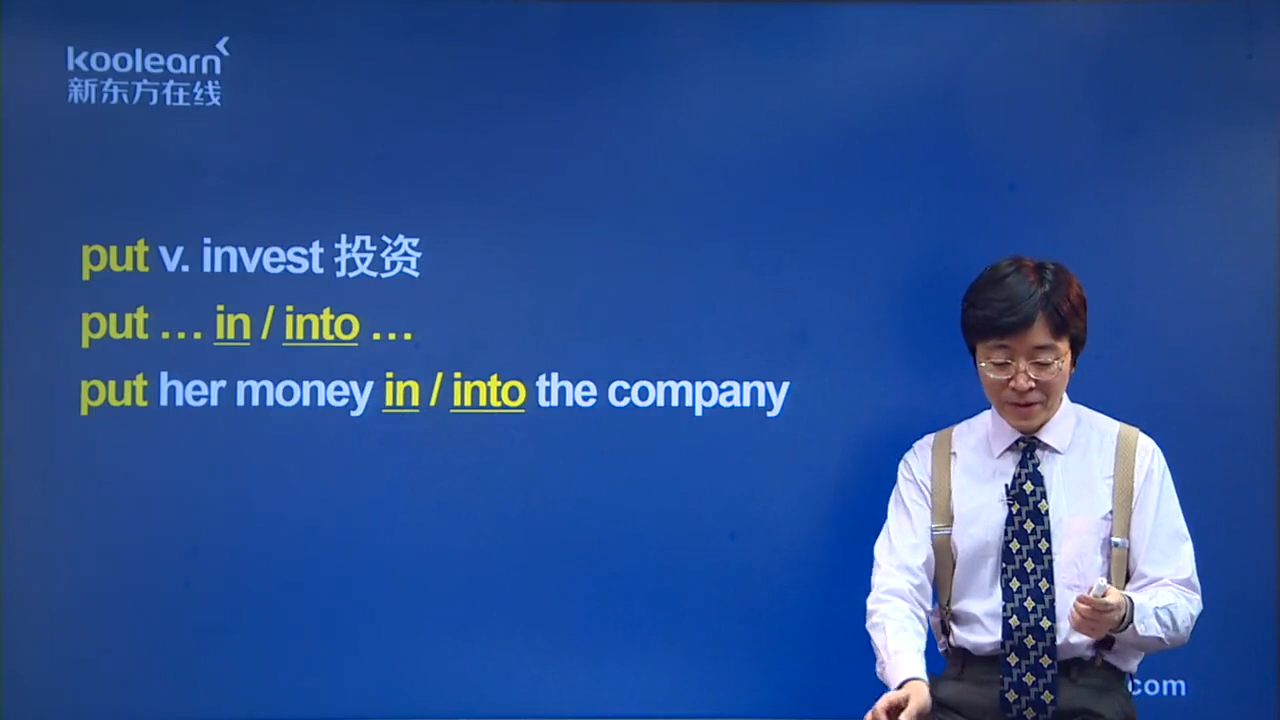 koolearn
新东方在线
put v. invest 投资
put … in / into …
put her money in / into the company
com